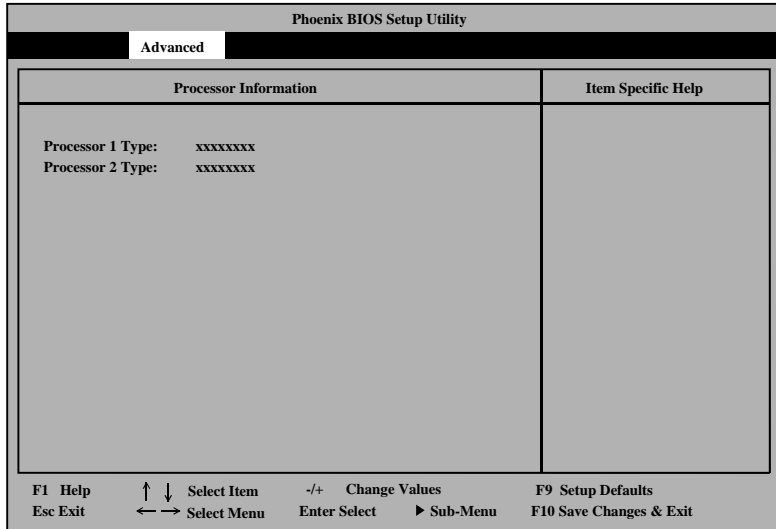 Phoenix BIOS Setup Utility
Advanced
Processor Information
Item Specific Help
Processor 1 Type: xxxxxxxx
Processor 2 Type: xxxxxxxx
F1 Help ↑ ↓ Select Item -/+ Change Values F9 Setup Defaults
Esc Exit ← → Select Menu Enter Select ▶ Sub-Menu F10 Save Changes & Exit